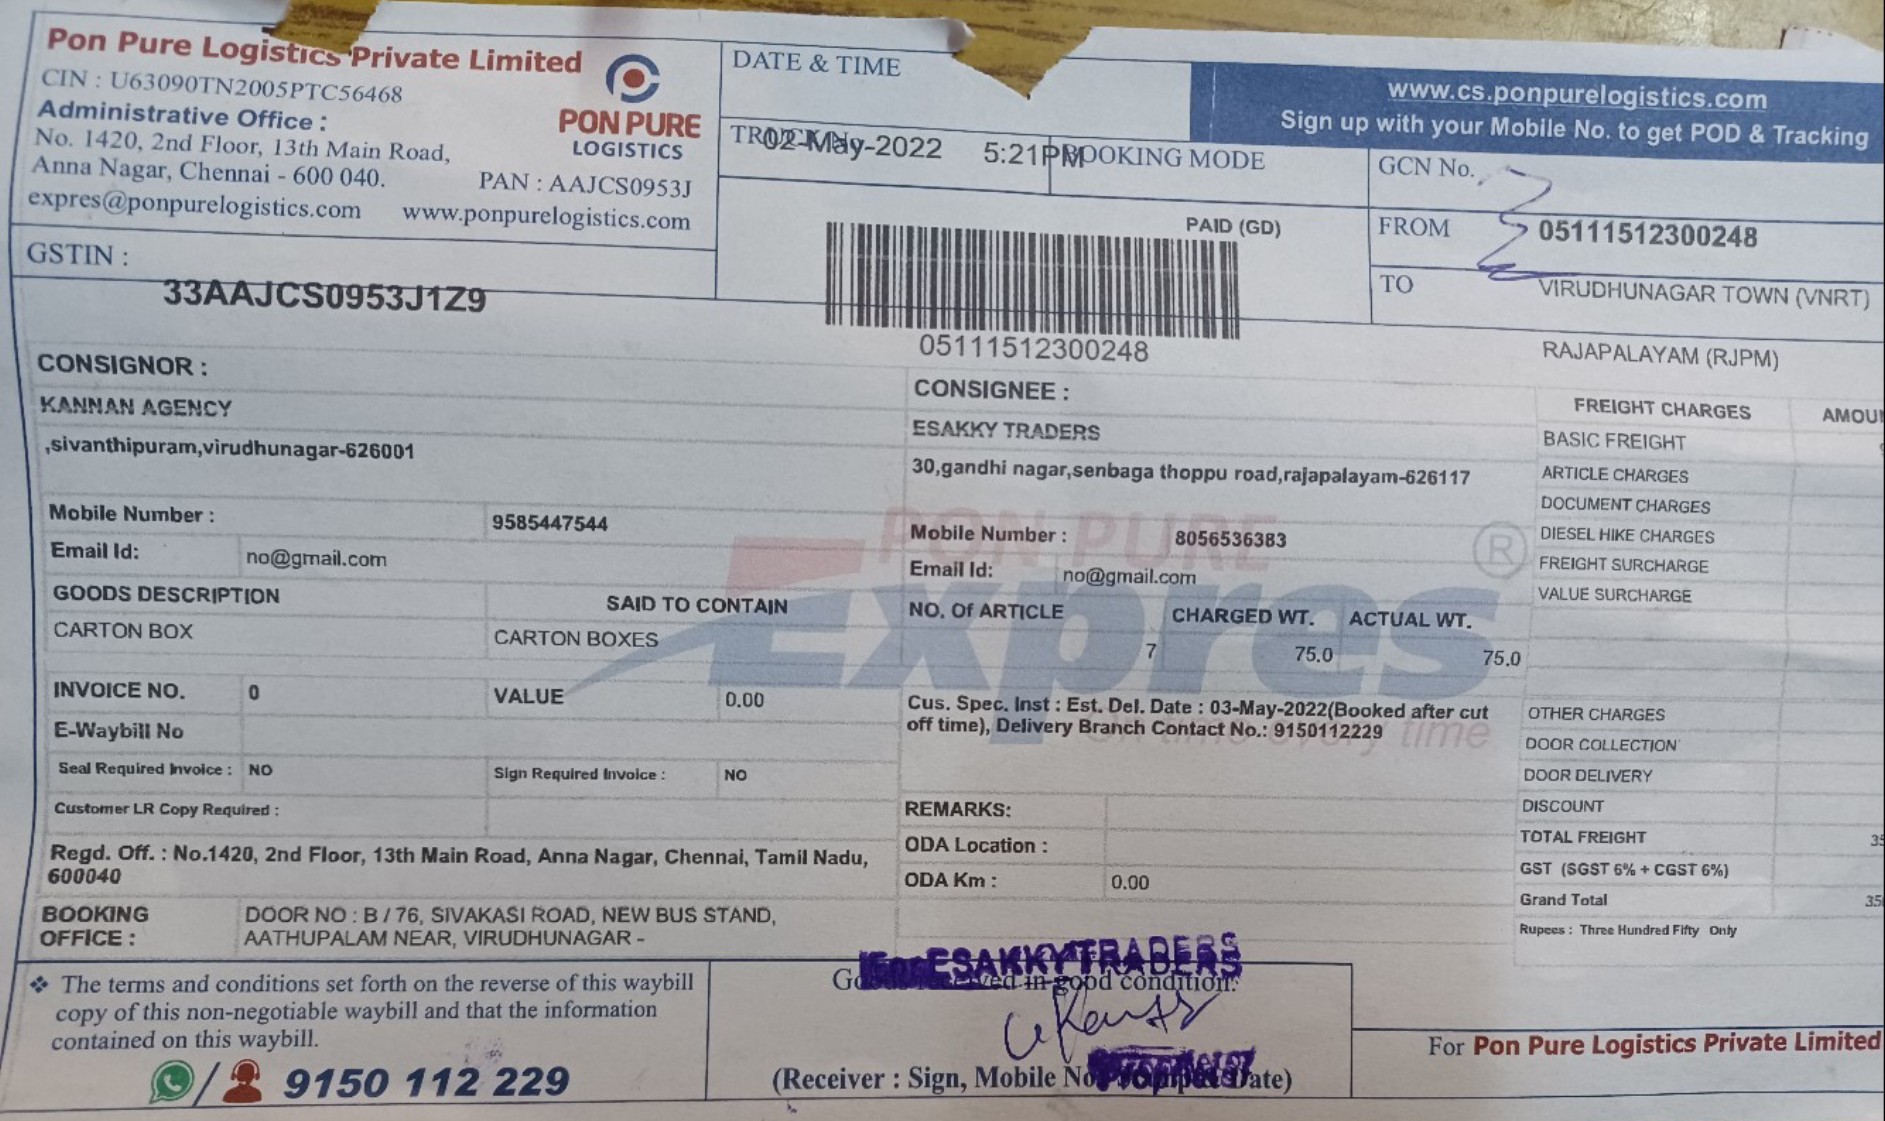 Pon Pure Logistics Private Limited
CIN : U63090TN2005PTC56468
Administrative Office :
No. 1420, 2nd Floor, 13th Main Road,
Anna Nagar, Chennai - 600 040.
PAN : AAJCS0953J
expres@ponpurelogistics.com www.ponpurelogistics.com
PON PURE
LOGISTICS
GSTIN :
33AAJCS0953J1Z9
DATE & TIME
02-May-2022 5:21PM
BOOKING MODE
PAID (GD)
05111512300248
www.cs.ponpurelogistics.com
Sign up with your Mobile No. to get POD & Tracking
GCN No.
05111512300248
FROM
VIRUDHUNAGAR TOWN (VNRT)
TO
RAJAPALAYAM (RJPM)
CONSIGNOR :
KANNAN AGENCY
,sivanthipuram,virudhunagar-626001
Mobile Number : 9585447544
Email Id: no@gmail.com
GOODS DESCRIPTION SAID TO CONTAIN
CARTON BOX CARTON BOXES
INVOICE NO. 0 VALUE 0.00
E-Waybill No
Seal Required Invoice : NO Sign Required Invoice : NO
Customer LR Copy Required :
Regd. Off. : No.1420, 2nd Floor, 13th Main Road, Anna Nagar, Chennai, Tamil Nadu,
600040
BOOKING
OFFICE :
DOOR NO : B / 76, SIVAKASI ROAD, NEW BUS STAND,
AATHUPALAM NEAR, VIRUDHUNAGAR -
CONSIGNEE :
ESAKKY TRADERS
30,gandhi nagar,senbaga thoppu road,rajapalayam-626117
Mobile Number : 8056536383
Email Id: no@gmail.com
NO. Of ARTICLE CHARGED WT. ACTUAL WT.
7 75.0 75.0
Cus. Spec. Inst : Est. Del. Date : 03-May-2022(Booked after cut
off time), Delivery Branch Contact No.: 9150112229
REMARKS:
ODA Location :
ODA Km : 0.00
PON PURE
Expres ®
On time every time
FREIGHT CHARGES
BASIC FREIGHT
ARTICLE CHARGES
DOCUMENT CHARGES
DIESEL HIKE CHARGES
FREIGHT SURCHARGE
VALUE SURCHARGE
OTHER CHARGES
DOOR COLLECTION
DOOR DELIVERY
DISCOUNT
TOTAL FREIGHT 35
GST (SGST 6% + CGST 6%)
Grand Total 35
Rupees : Three Hundred Fifty Only
❖ The terms and conditions set forth on the reverse of this waybill
copy of this non-negotiable waybill and that the information
contained on this waybill.
9150 112 229
ESAKKY TRADERS
in good condition.
(Receiver : Sign, Mobile No Date)
For Pon Pure Logistics Private Limited